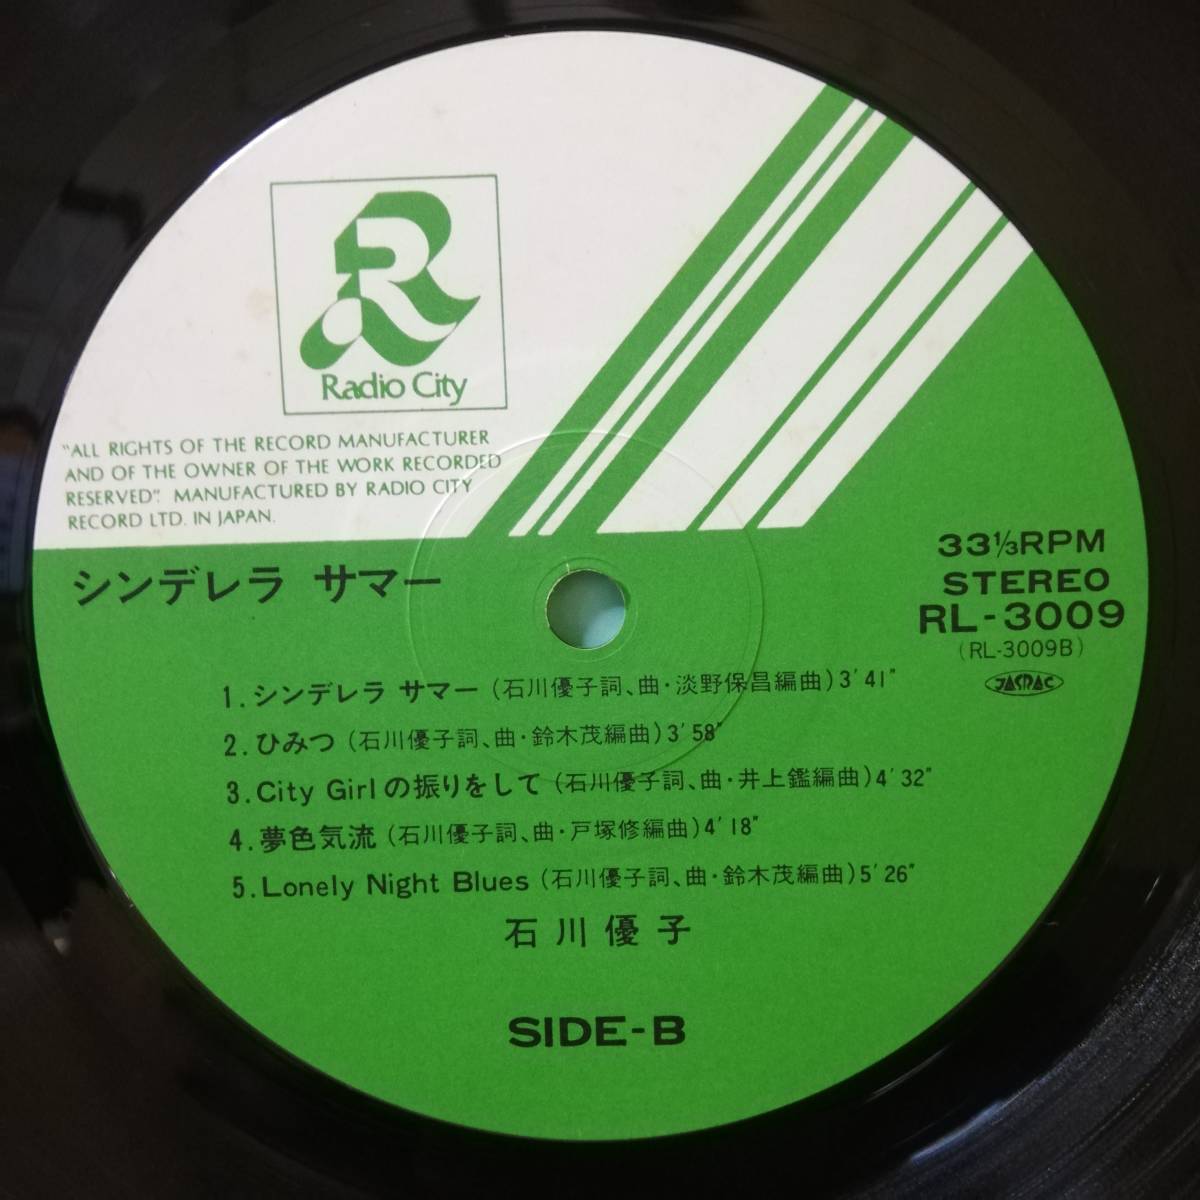 R
Radio City
"ALL RIGHTS OF THE RECORD MANUFACTURER
AND OF THE OWNER OF THE WORK RECORDED
RESERVED". MANUFACTURED BY RADIO CITY
RECORD LTD. IN JAPAN.
シンデレラ サマー
33⅓RPM
STEREO
RL-3009
(RL-3009B)
JASRAC
1. シンデレラ サマー (石川優子詞、曲・淡野保昌編曲) 3'41"
2. ひみつ (石川優子詞、曲・鈴木茂編曲) 3'58"
3. City Girlの振りをして (石川優子詞、曲・井上鑑編曲) 4'32"
4. 夢色気流 (石川優子詞、曲・戸塚修編曲) 4'18"
5. Lonely Night Blues (石川優子詞、曲・鈴木茂編曲) 5'26"
石川優子
SIDE-B